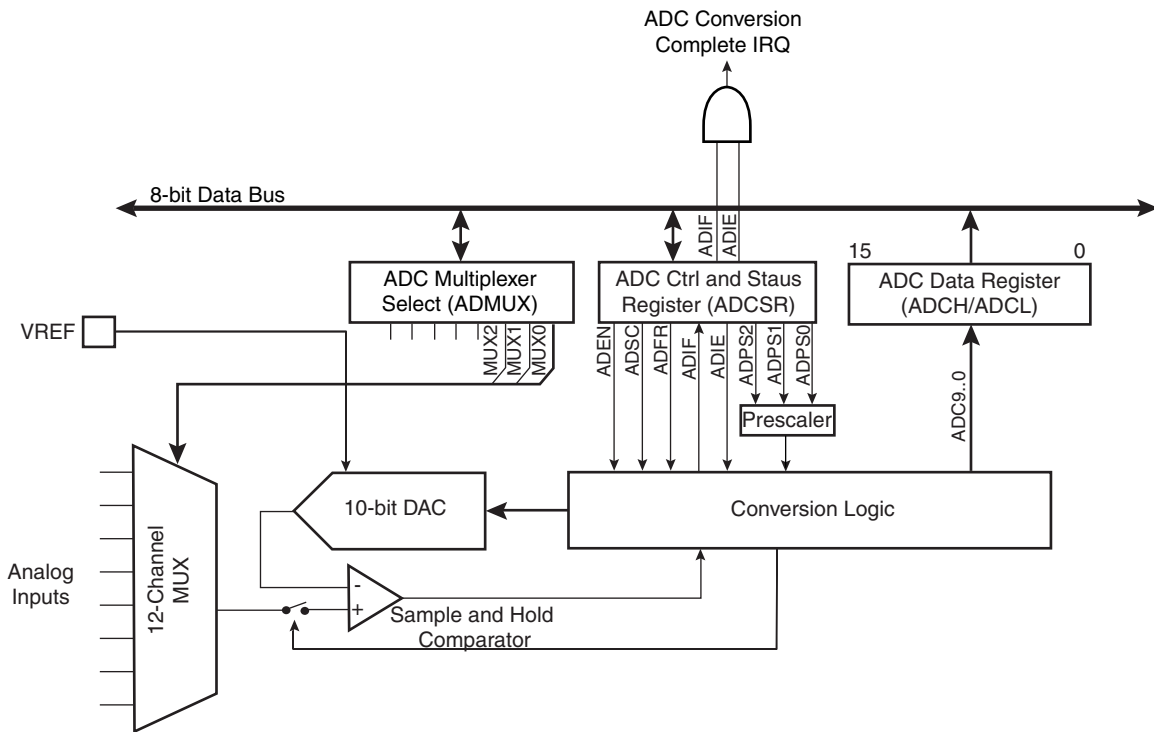 ADC Conversion
Complete IRQ
8-bit Data Bus
ADIF
ADIE
15
0
ADC Multiplexer
Select (ADMUX)
ADC Ctrl and Staus
Register (ADCSR)
ADC Data Register
(ADCH/ADCL)
VREF
MUX2
MUX1
MUX0
ADEN
ADSC
ADFR
ADIF
ADIE
ADPS2
ADPS1
ADPS0
ADC9..0
Prescaler
10-bit DAC
Conversion Logic
Analog
Inputs
12-Channel
MUX
-
+
Sample and Hold
Comparator